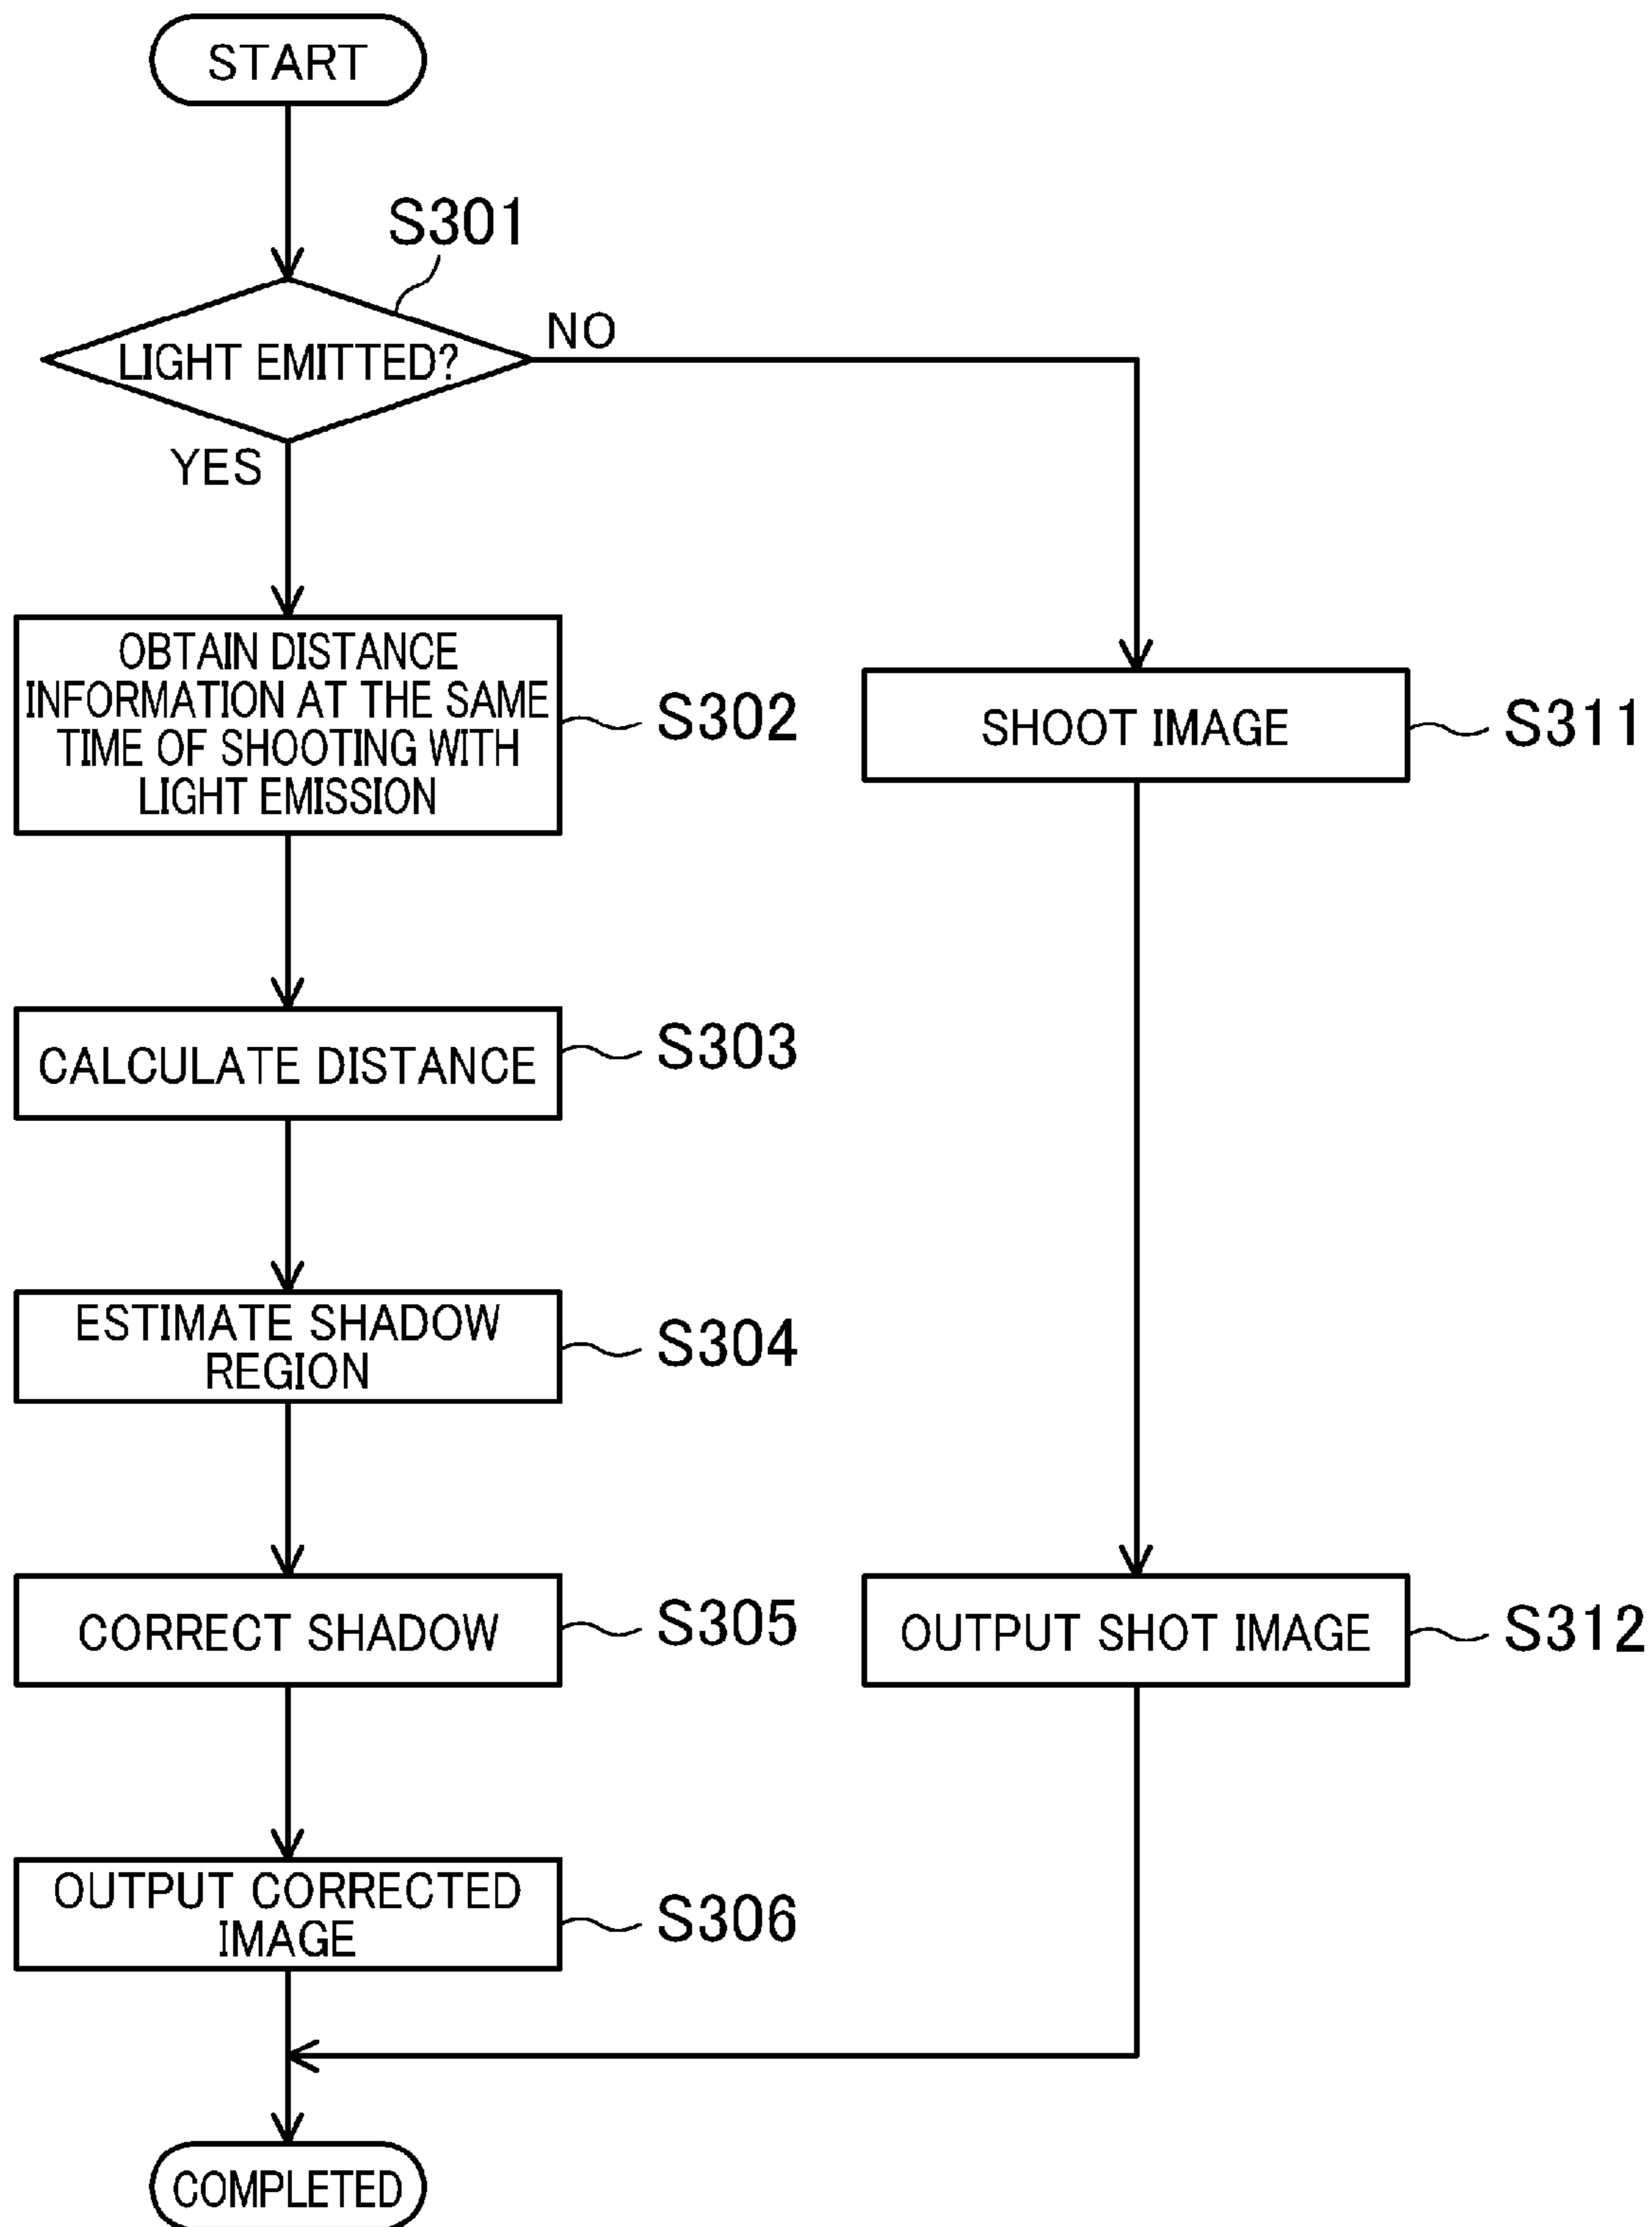 START
S301
LIGHT EMITTED?
NO
YES
OBTAIN DISTANCE
INFORMATION AT THE SAME
TIME OF SHOOTING WITH
LIGHT EMISSION
S302
SHOOT IMAGE
S311
CALCULATE DISTANCE
S303
ESTIMATE SHADOW
REGION
S304
CORRECT SHADOW
S305
OUTPUT SHOT IMAGE
S312
OUTPUT CORRECTED
IMAGE
S306
COMPLETED